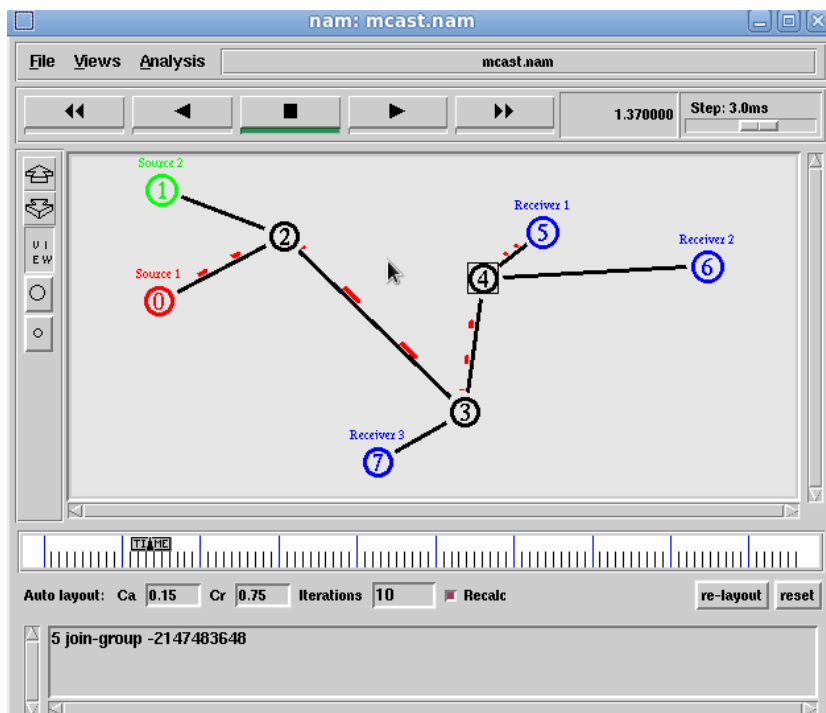 nam: mcast.nam
File Views Analysis mcast.nam
1.370000 Step: 3.0ms
VIEW
Source 2
1
2
Source 1
0
Receiver 1
5
Receiver 2
4
6
3
Receiver 3
7
TIME
Auto layout: Ca 0.15 Cr 0.75 Iterations 10 Recalc re-layout reset
5 join-group -2147483648